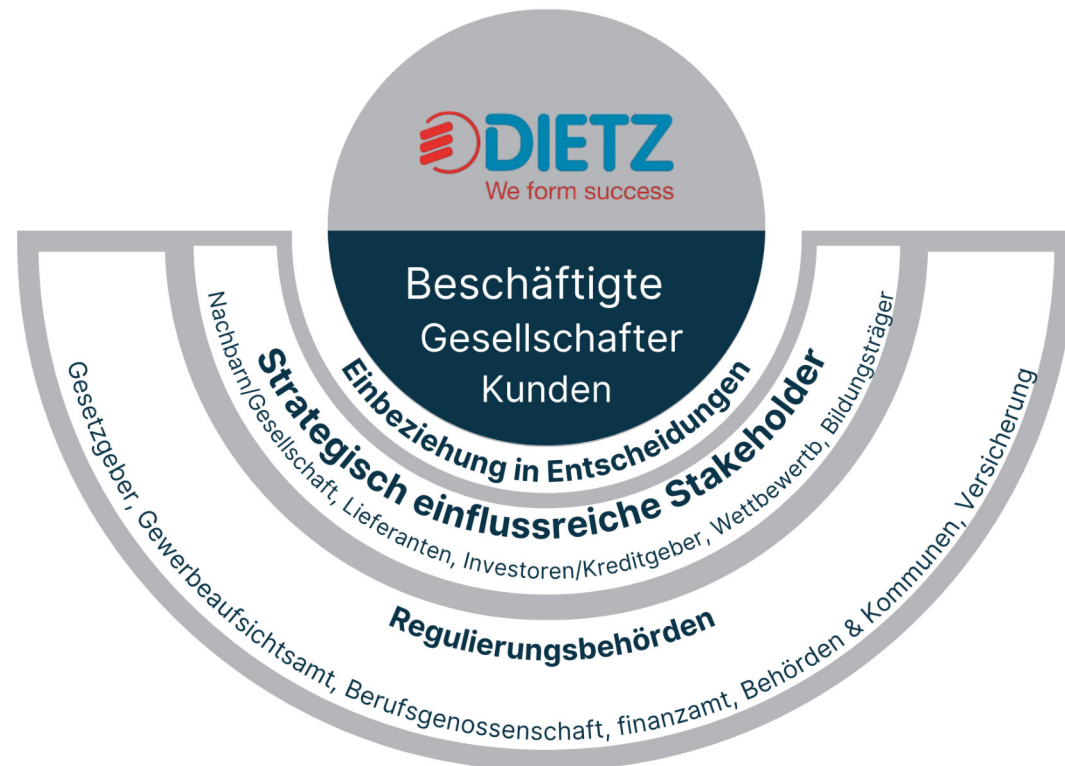 DIETZ
We form success
Beschäftigte
Gesellschafter
Kunden
Einbeziehung in Entscheidungen
Strategisch einflussreiche Stakeholder
Nachbarn/Gesellschaft, Lieferanten, Investoren/Kreditgeber, Wettbewertb, Bildungsträger
Regulierungsbehörden
Gesetzgeber, Gewerbeaufsichtsamt, Berufsgenossenschaft, finanzamt, Behörden & Kommunen, Versicherung